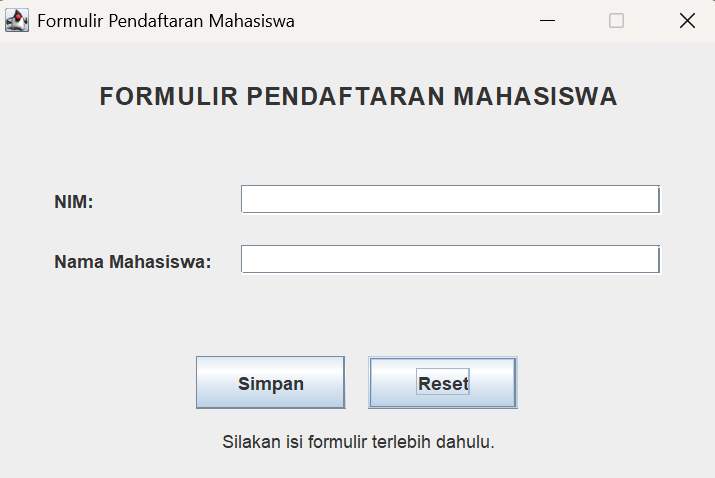 Formulir Pendaftaran Mahasiswa
FORMULIR PENDAFTARAN MAHASISWA
NIM:
Nama Mahasiswa:
Simpan Reset
Silakan isi formulir terlebih dahulu.